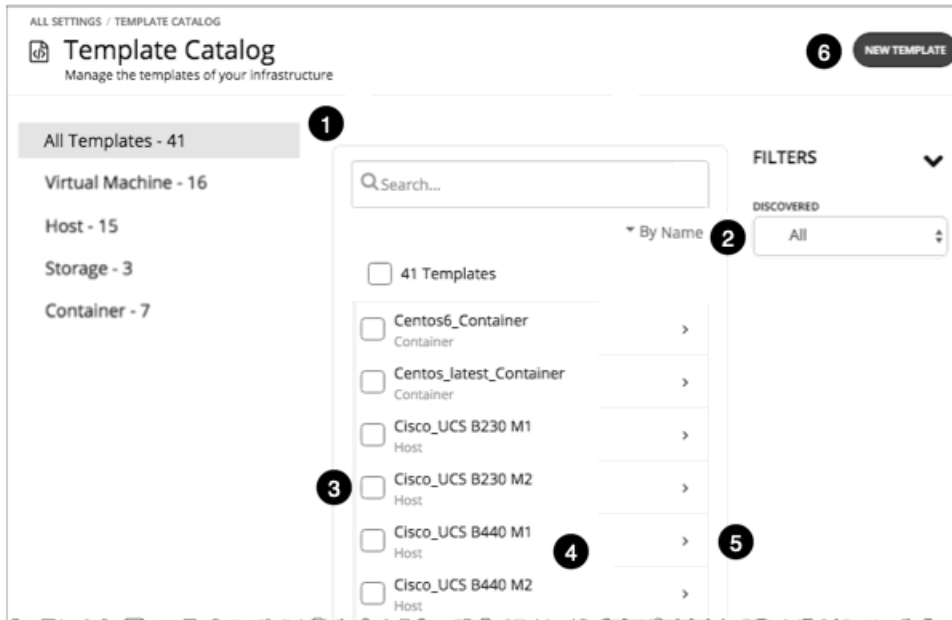 ALL SETTINGS / TEMPLATE CATALOG
Template Catalog
Manage the templates of your infrastructure
6
NEW TEMPLATE
1
All Templates - 41
Virtual Machine - 16
Host - 15
Storage - 3
Container - 7
Search...
By Name
41 Templates
Centos6_Container
Container
Centos_latest_Container
Container
Cisco_UCS B230 M1
Host
3
Cisco_UCS B230 M2
Host
Cisco_UCS B440 M1
Host
4
5
Cisco_UCS B440 M2
Host
FILTERS
DISCOVERED
2
All